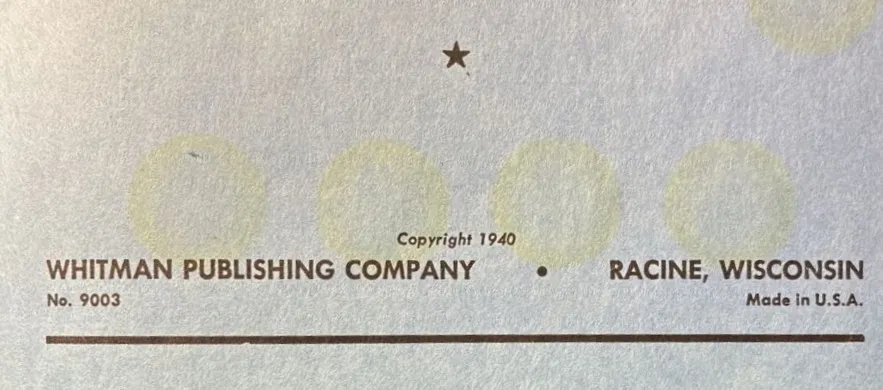 Copyright 1940
WHITMAN PUBLISHING COMPANY • RACINE, WISCONSIN
No. 9003 Made in U.S.A.